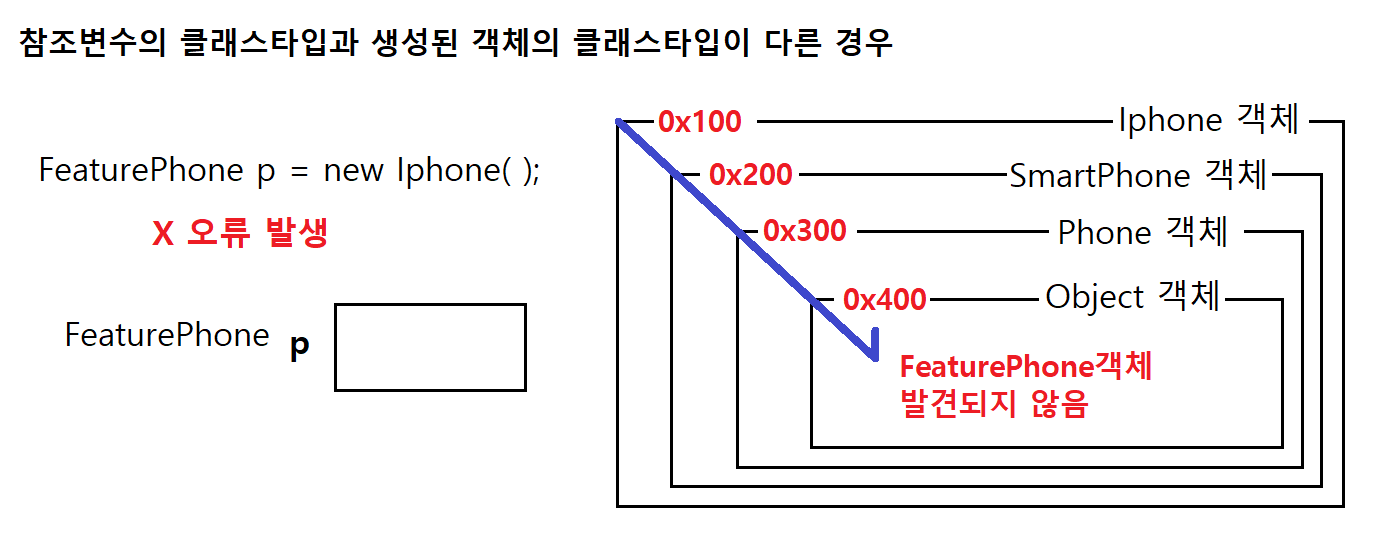 참조변수의 클래스타입과 생성된 객체의 클래스타입이 다른 경우
FeaturePhone p = new Iphone( );
X 오류 발생
FeaturePhone p
0x100 Iphone 객체
0x200 SmartPhone 객체
0x300 Phone 객체
0x400 Object 객체
FeaturePhone객체
발견되지 않음